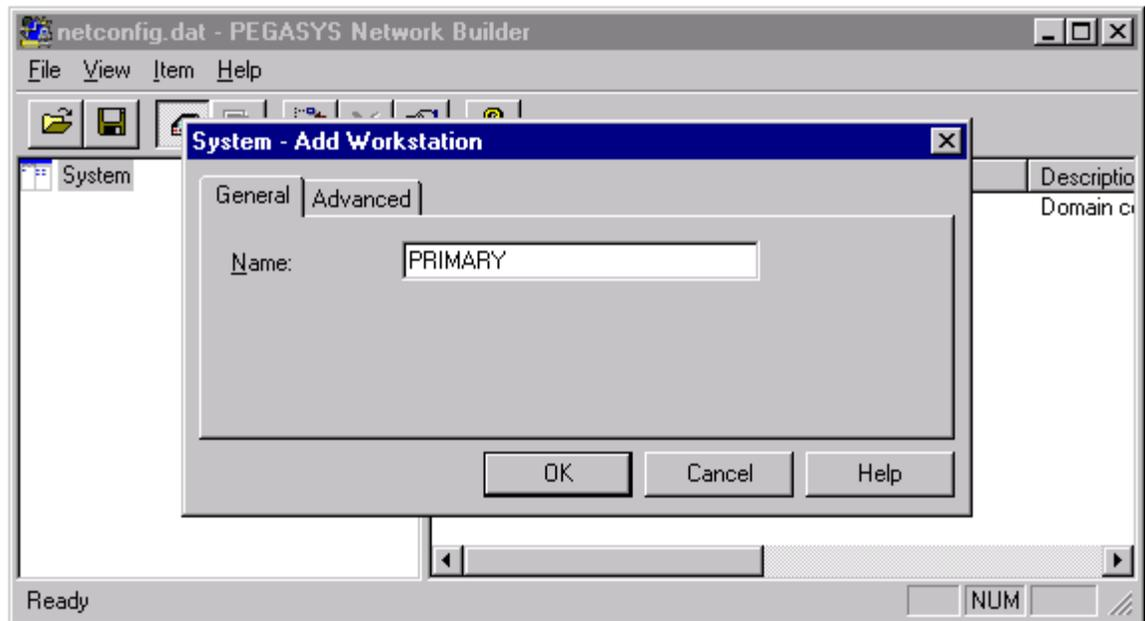 netconfig.dat - PEGASYS Network Builder
File View Item Help
System - Add Workstation
System
Descriptio
General Advanced
Domain c
Name: PRIMARY
OK Cancel Help
Ready NUM